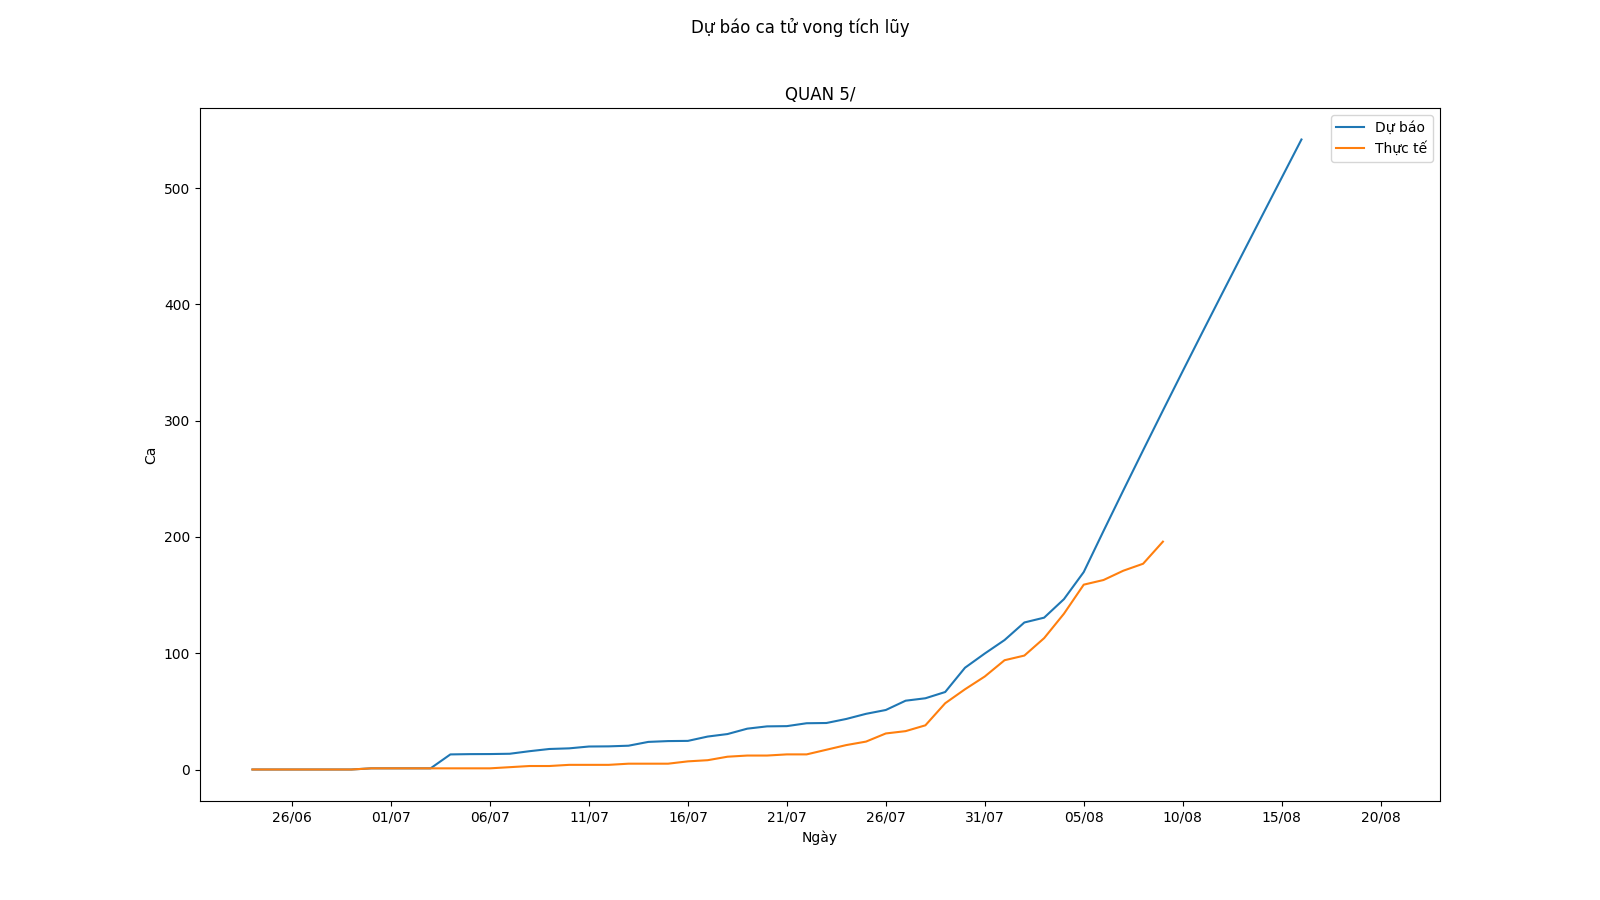 Dự báo ca tử vong tích lũy
QUAN 5/
Dự báo
Thực tế
500
400
300
200
100
0
Ca
26/06 01/07 06/07 11/07 16/07 21/07 26/07 31/07 05/08 10/08 15/08 20/08
Ngày